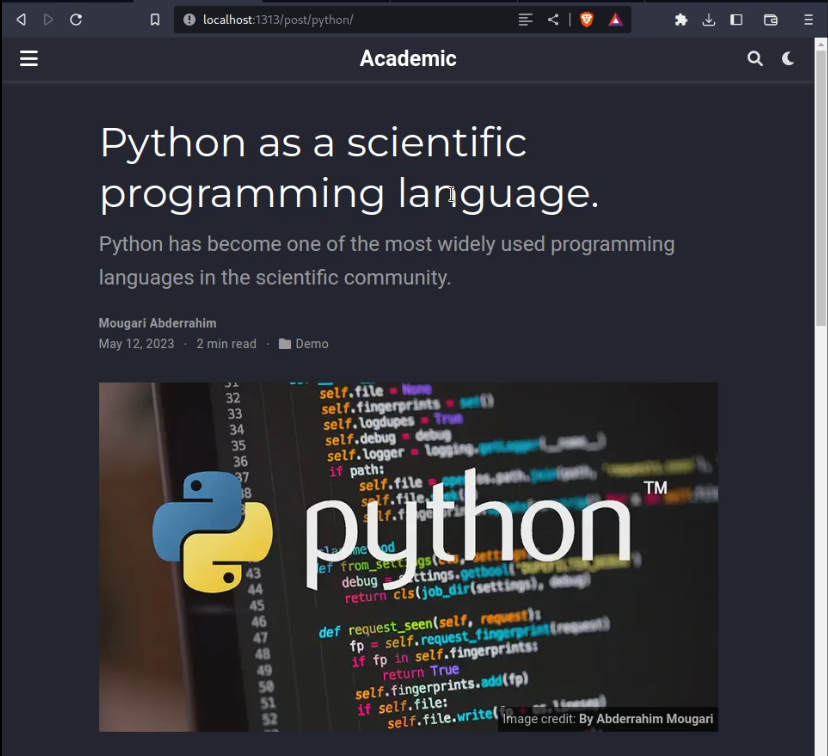 localhost:1313/post/python/
Academic
Python as a scientific
programming language.
Python has become one of the most widely used programming
languages in the scientific community.
Mougari Abderrahim
May 12, 2023 · 2 min read · Demo
31
32 self.file = None
33 self.fingerprints = set()
34 self.logdupes = True
35 self.debug = debug
36 self.logger = logging.getLogger(__name__)
if path:
self.file =
python™
def from_settings(
43 debug = settings.getbool(
44 return cls(job_dir(settings), debug)
45
46 def request_seen(self, request):
47 fp = self.request_fingerprint(request)
48 if fp in self.fingerprints:
49 return True
50 self.fingerprints.add(fp)
51 if self.file:
52 self.file.write(fp
Image credit: By Abderrahim Mougari